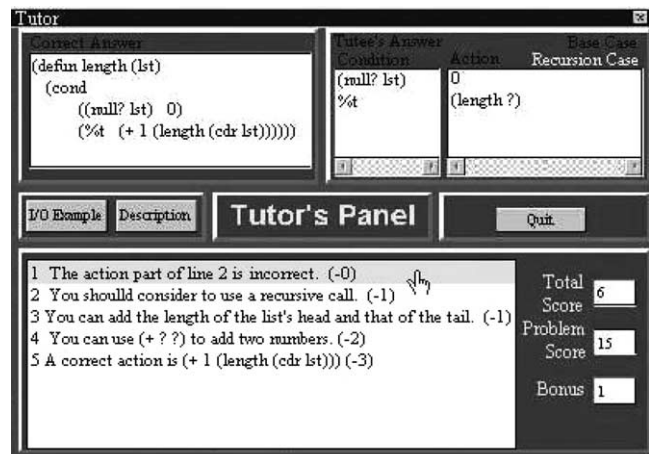 Tutor
Correct Answer
(defun length (lst)
(cond
((null? lst) 0)
(%t (+ 1 (length (cdr lst))))))
Tutee's Answer
Base Case
Condition Action Recursion Case
(null? lst) 0
%t (length ?)
I/O Example Description Tutor's Panel Quit
1 The action part of line 2 is incorrect. (-0)
2 You shoulld consider to use a recursive call. (-1)
3 You can add the length of the list's head and that of the tail. (-1)
4 You can use (+ ? ?) to add two numbers. (-2)
5 A correct action is (+ 1 (length (cdr lst))) (-3)
Total Score 6
Problem Score 15
Bonus 1